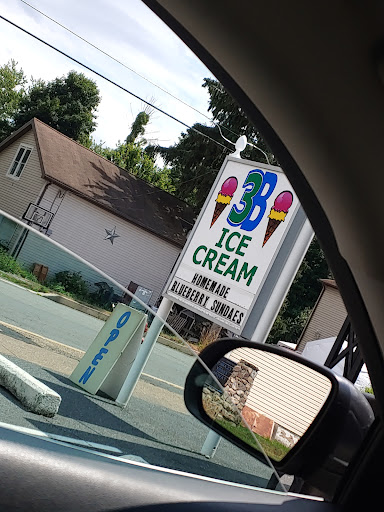 3B
ICE
CREAM
HOMEMADE
BLUEBERRY SUNDAES
OPEN